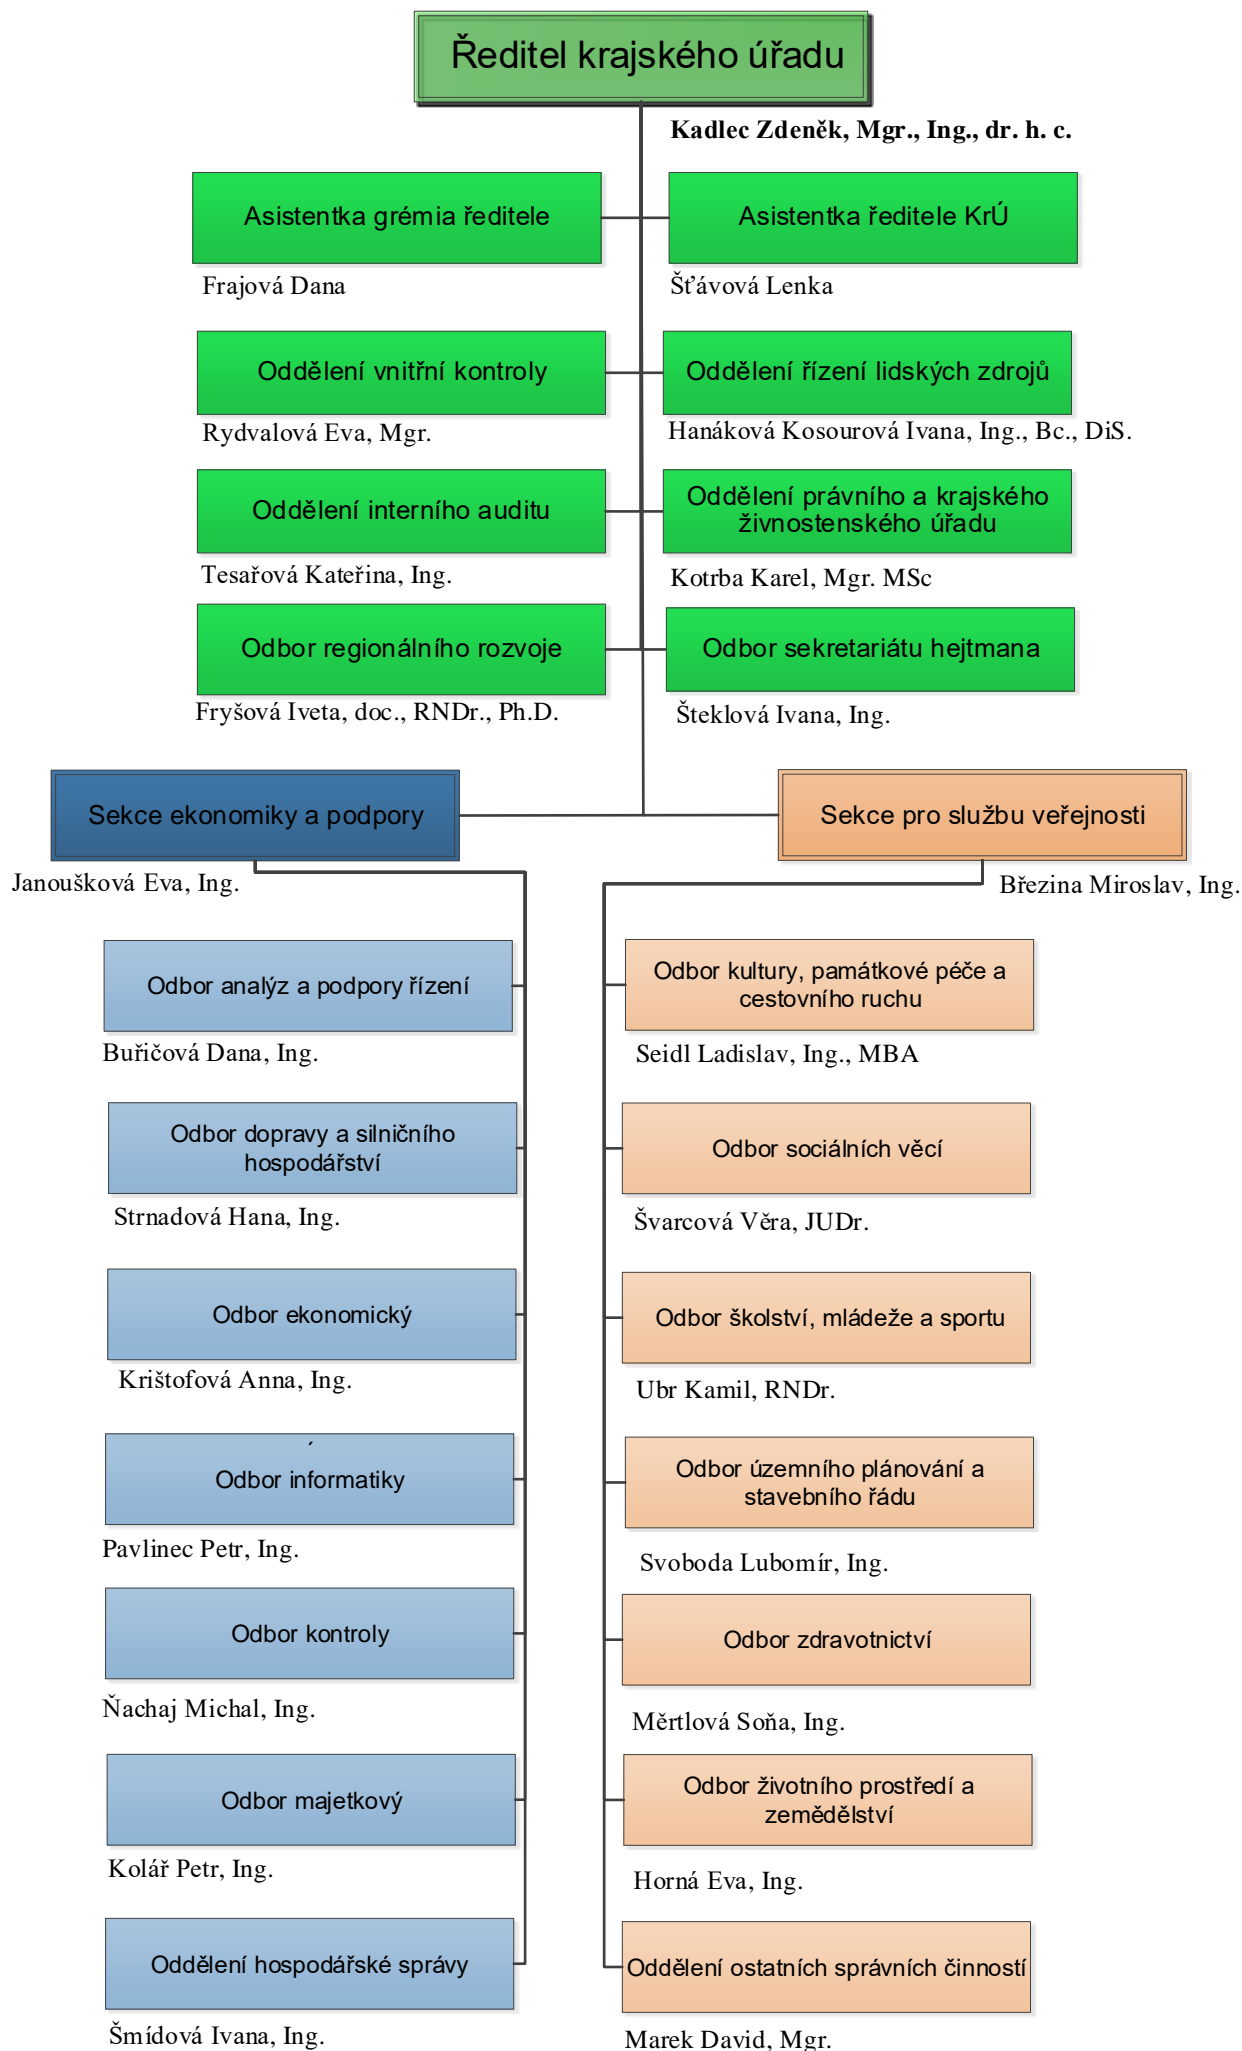 Ředitel krajského úřadu
Kadlec Zdeněk, Mgr., Ing., dr. h. c.
Asistentka grémia ředitele
Frajová Dana
Asistentka ředitele KrÚ
Šťávová Lenka
Oddělení vnitřní kontroly
Rydvalová Eva, Mgr.
Oddělení řízení lidských zdrojů
Hanáková Kosourová Ivana, Ing., Bc., DiS.
Oddělení interního auditu
Tesařová Kateřina, Ing.
Oddělení právního a krajského
živnostenského úřadu
Kotrba Karel, Mgr. MSc
Odbor regionálního rozvoje
Fryšová Iveta, doc., RNDr., Ph.D.
Odbor sekretariátu hejtmana
Šteklová Ivana, Ing.
Sekce ekonomiky a podpory
Janoušková Eva, Ing.
Sekce pro službu veřejnosti
Březina Miroslav, Ing.
Odbor analýz a podpory řízení
Buřičová Dana, Ing.
Odbor dopravy a silničního
hospodářství
Strnadová Hana, Ing.
Odbor ekonomický
Krištofová Anna, Ing.
´
Odbor informatiky
Pavlinec Petr, Ing.
Odbor kontroly
Ňachaj Michal, Ing.
Odbor majetkový
Kolář Petr, Ing.
Oddělení hospodářské správy
Šmídová Ivana, Ing.
Odbor kultury, památkové péče a
cestovního ruchu
Seidl Ladislav, Ing., MBA
Odbor sociálních věcí
Švarcová Věra, JUDr.
Odbor školství, mládeže a sportu
Ubr Kamil, RNDr.
Odbor územního plánování a
stavebního řádu
Svoboda Lubomír, Ing.
Odbor zdravotnictví
Měrtlová Soňa, Ing.
Odbor životního prostředí a
zemědělství
Horná Eva, Ing.
Oddělení ostatních správních činností
Marek David, Mgr.